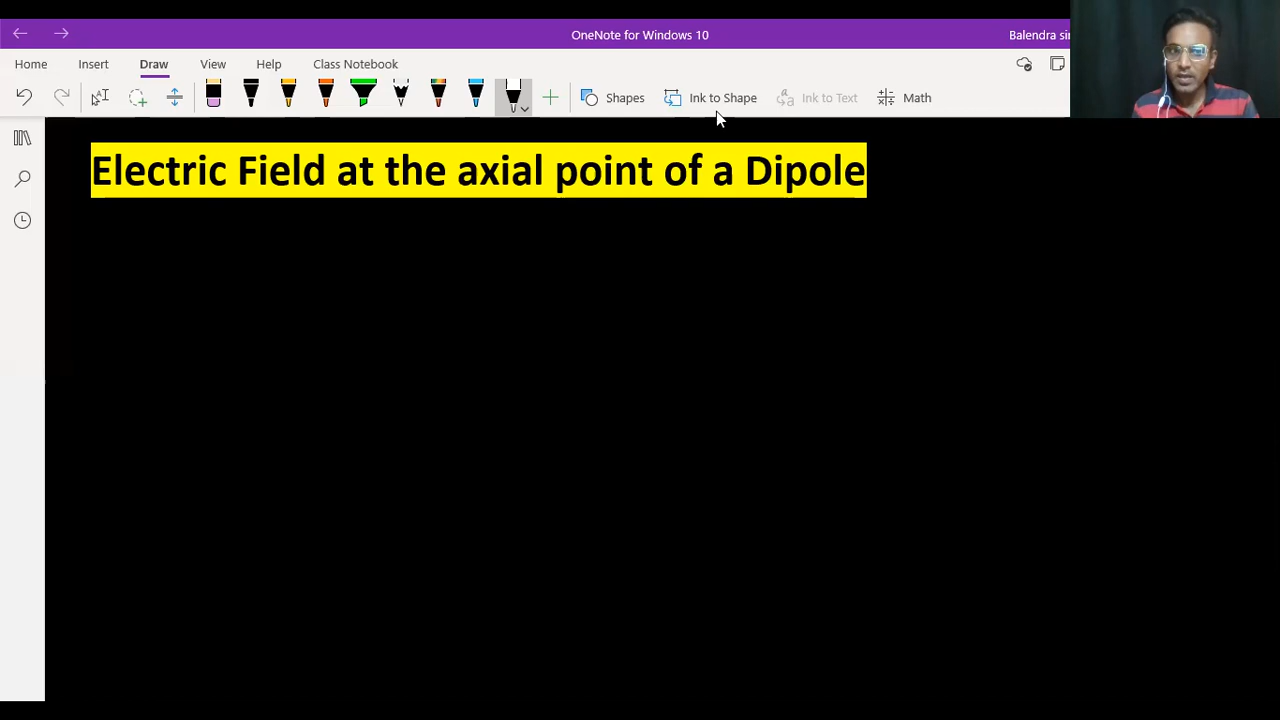 OneNote for Windows 10
Balendra sin
Home Insert Draw View Help Class Notebook
Shapes Ink to Shape Ink to Text Math
Electric Field at the axial point of a Dipole